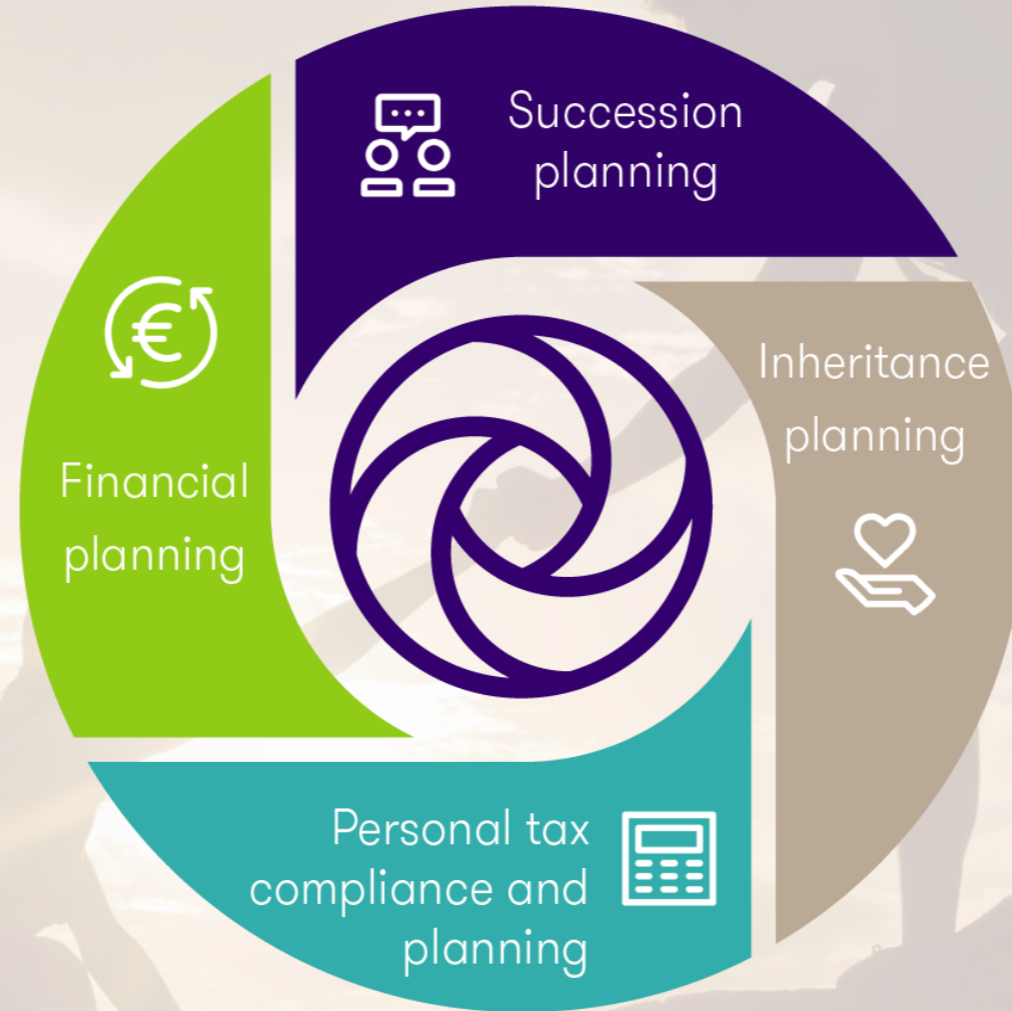 Succession
planning
Inheritance
planning
Personal tax
compliance and
planning
Financial
planning